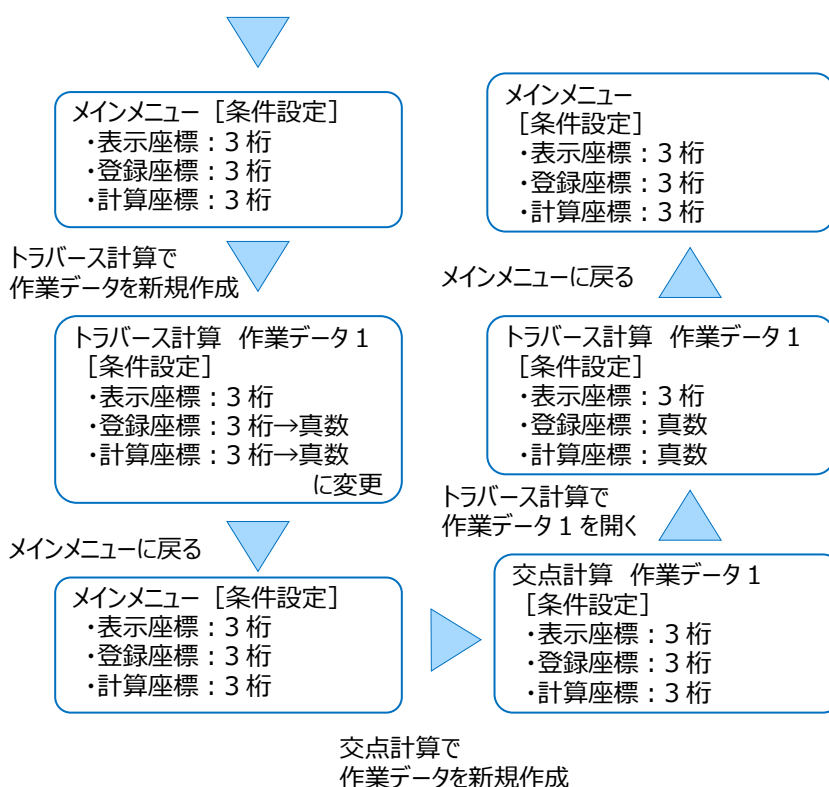 メインメニュー［条件設定］
・表示座標：3 桁
・登録座標：3 桁
・計算座標：3 桁
トラバース計算で
作業データを新規作成
トラバース計算 作業データ 1
［条件設定］
・表示座標：3 桁
・登録座標：3 桁→真数
・計算座標：3 桁→真数
に変更
メインメニューに戻る
メインメニュー［条件設定］
・表示座標：3 桁
・登録座標：3 桁
・計算座標：3 桁
交点計算で
作業データを新規作成
交点計算 作業データ 1
［条件設定］
・表示座標：3 桁
・登録座標：3 桁
・計算座標：3 桁
トラバース計算で
作業データ 1 を開く
トラバース計算 作業データ 1
［条件設定］
・表示座標：3 桁
・登録座標：真数
・計算座標：真数
メインメニューに戻る
メインメニュー
［条件設定］
・表示座標：3 桁
・登録座標：3 桁
・計算座標：3 桁